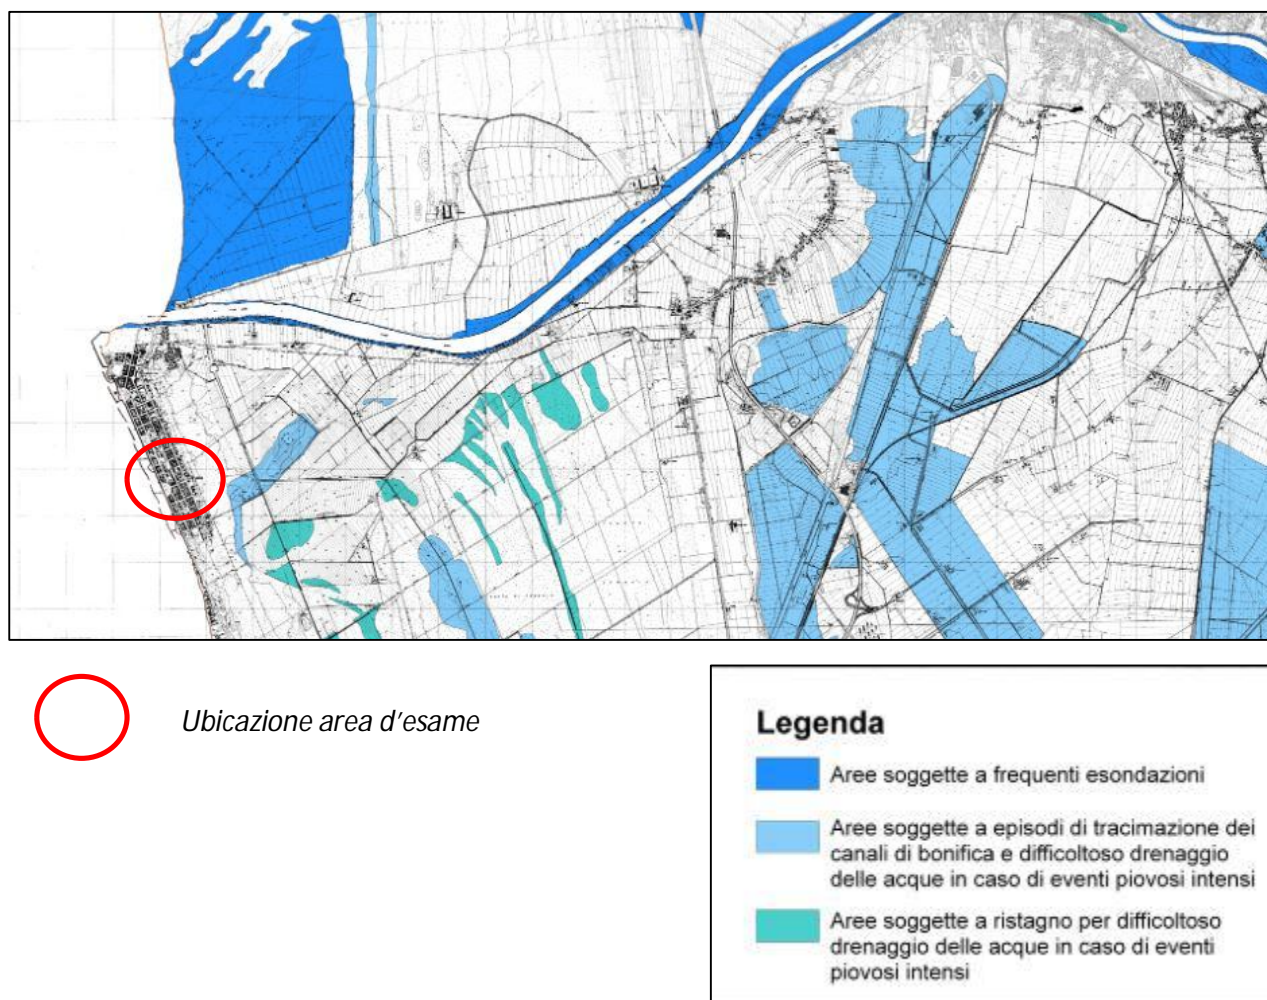 Ubicazione area d'esame
Legenda
Aree soggette a frequenti esondazioni
Aree soggette a episodi di tracimazione dei
canali di bonifica e difficoltoso drenaggio
delle acque in caso di eventi piovosi intensi
Aree soggette a ristagno per difficoltoso
drenaggio delle acque in caso di eventi
piovosi intensi